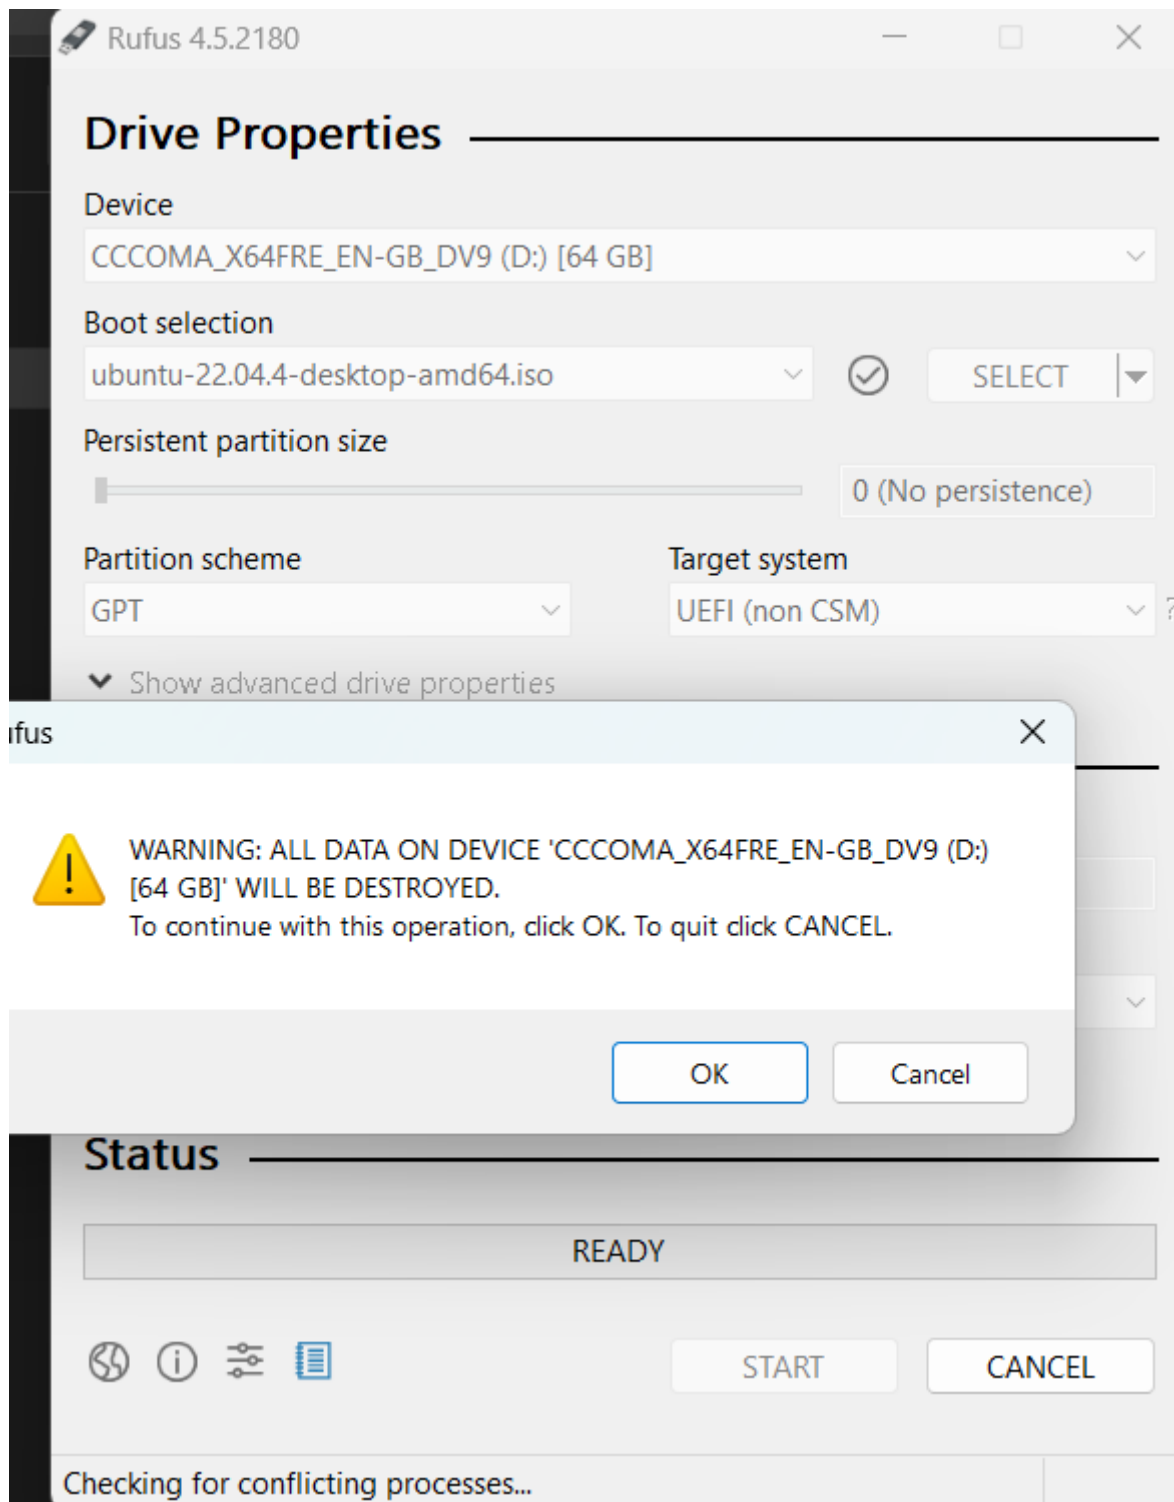 Rufus 4.5.2180
Drive Properties
Device
CCCOMA_X64FRE_EN-GB_DV9 (D:) [64 GB]
Boot selection
ubuntu-22.04.4-desktop-amd64.iso
SELECT
Persistent partition size
0 (No persistence)
Partition scheme
Target system
GPT
UEFI (non CSM)
?
Show advanced drive properties
ufus
WARNING: ALL DATA ON DEVICE 'CCCOMA_X64FRE_EN-GB_DV9 (D:)
[64 GB]' WILL BE DESTROYED.
To continue with this operation, click OK. To quit click CANCEL.
OK
Cancel
Status
READY
START
CANCEL
Checking for conflicting processes...